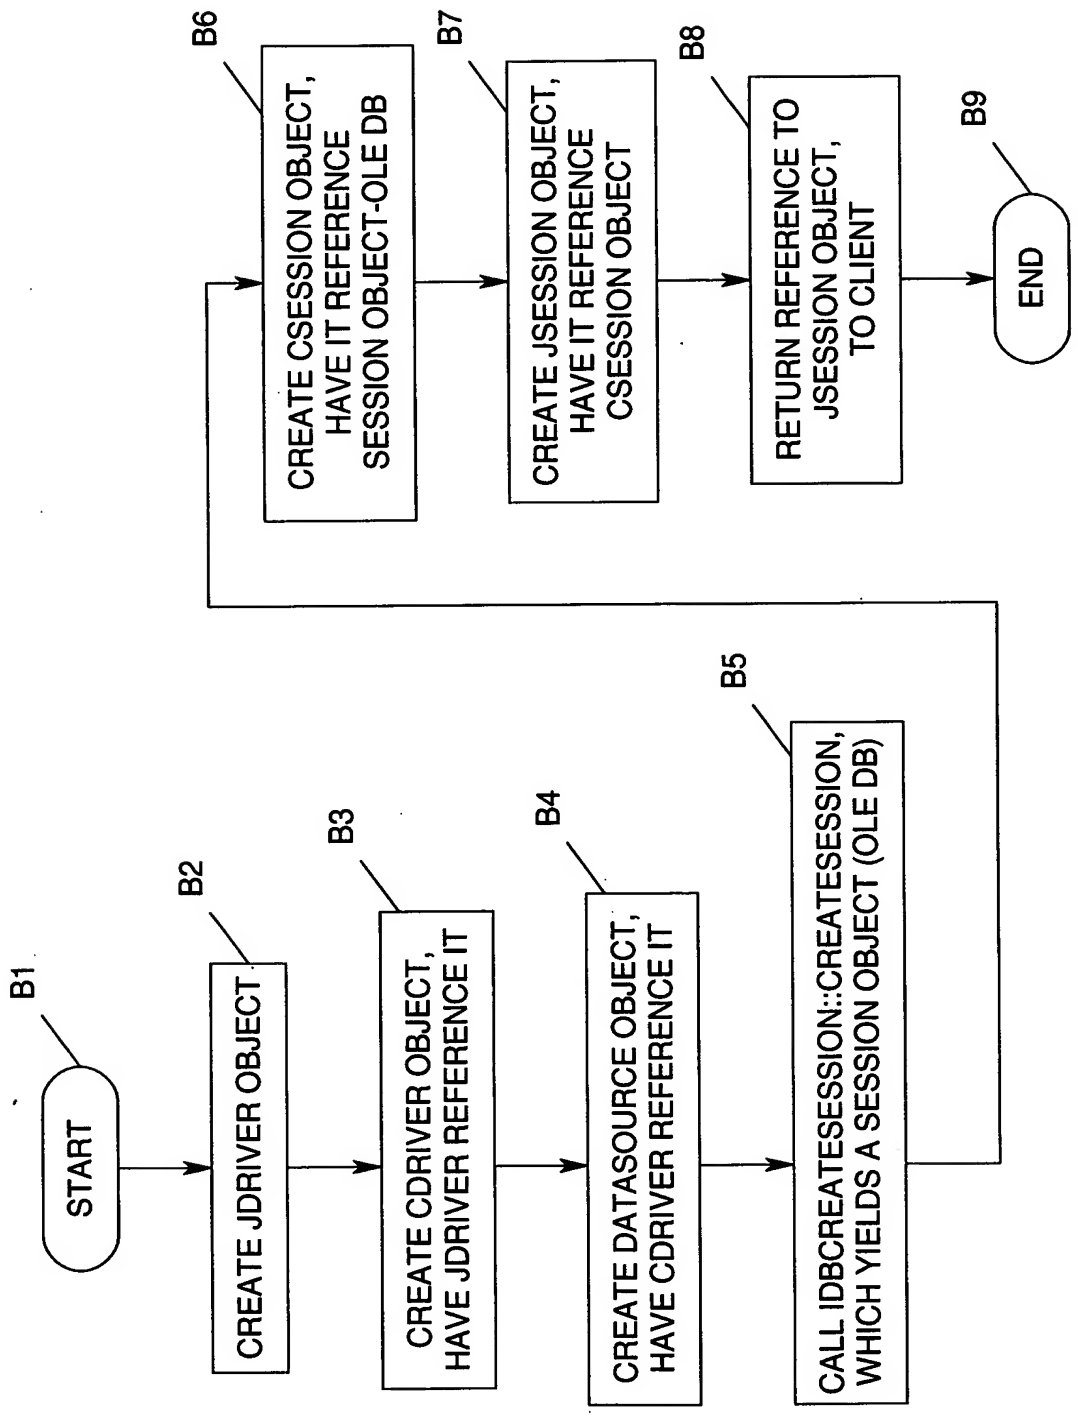 B1
START
B2
CREATE JDRIVER OBJECT
B3
CREATE CDRIVER OBJECT,
HAVE JDRIVER REFERENCE IT
B4
CREATE DATASOURCE OBJECT,
HAVE CDRIVER REFERENCE IT
B5
CALL IDBCREATESESSION::CREATESESSION,
WHICH YIELDS A SESSION OBJECT (OLE DB)
B6
CREATE CSESSION OBJECT,
HAVE IT REFERENCE
SESSION OBJECT-OLE DB
B7
CREATE JSESSION OBJECT,
HAVE IT REFERENCE
CSESSION OBJECT
B8
RETURN REFERENCE TO
JSESSION OBJECT,
TO CLIENT
B9
END